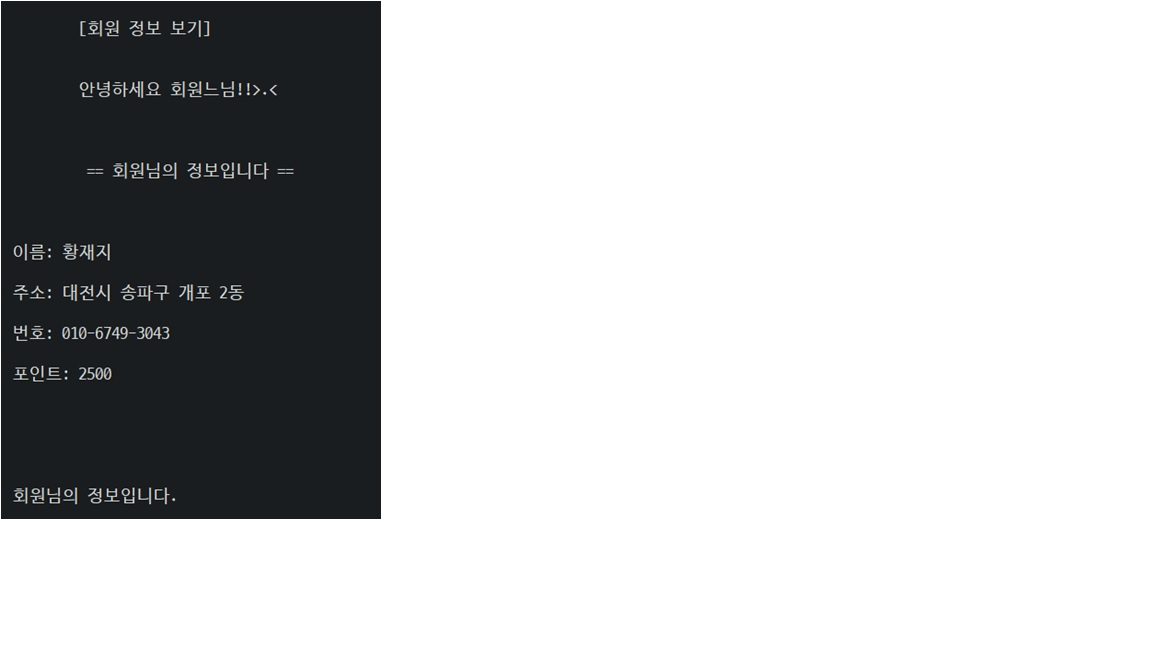 [회원 정보 보기]
안녕하세요 회원느님!!>.<
== 회원님의 정보입니다 ==
이름: 황재지
주소: 대전시 송파구 개포 2동
번호: 010-6749-3043
포인트: 2500
회원님의 정보입니다.